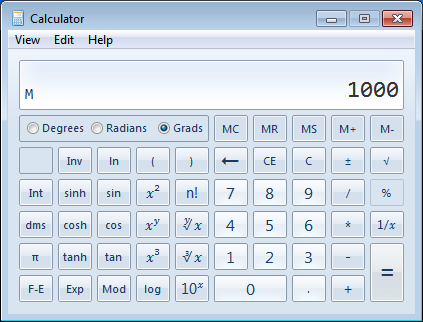 Calculator
View Edit Help
M 1000
Degrees Radians Grads MC MR MS M+ M-
Inv ln ( ) ← CE C ± √
Int sinh sin x² n! 7 8 9 / %
dms cosh cos xʸ ʸ√x 4 5 6 * 1/x
π tanh tan x³ ³√x 1 2 3 - =
F-E Exp Mod log 10ˣ 0 . +